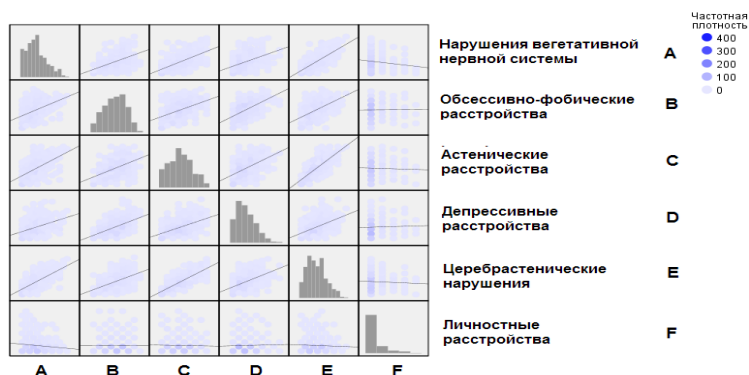 Частотная
плотность
400
300
200
100
0
Нарушения вегетативной
нервной системы
A
Обсессивно-фобические
расстройства
B
Астенические
расстройства
C
Депрессивные
расстройства
D
Церебрастенические
нарушения
E
Личностные
расстройства
F
A B C D E F